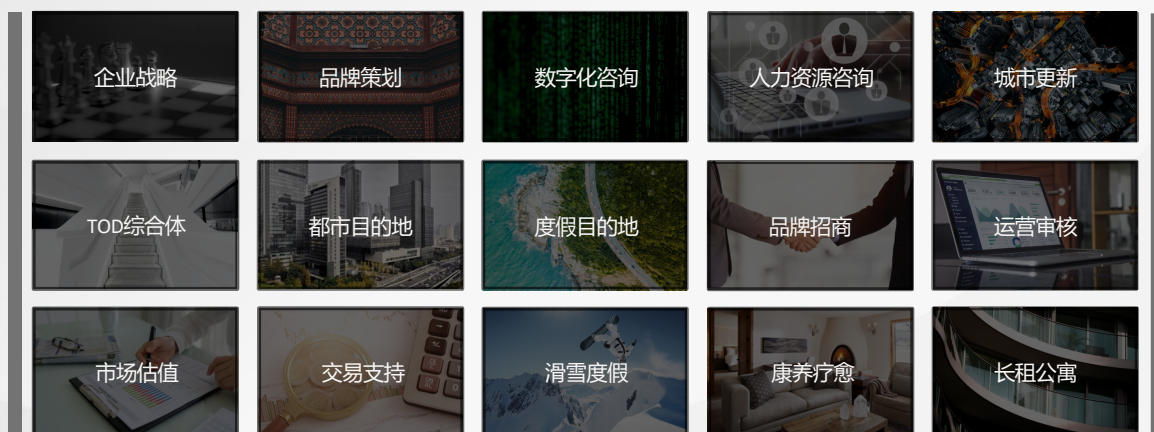 企业战略
品牌策划
数字化咨询
人力资源咨询
城市更新
TOD综合体
都市目的地
度假目的地
品牌招商
运营审核
市场估值
交易支持
滑雪度假
康养疗愈
长租公寓